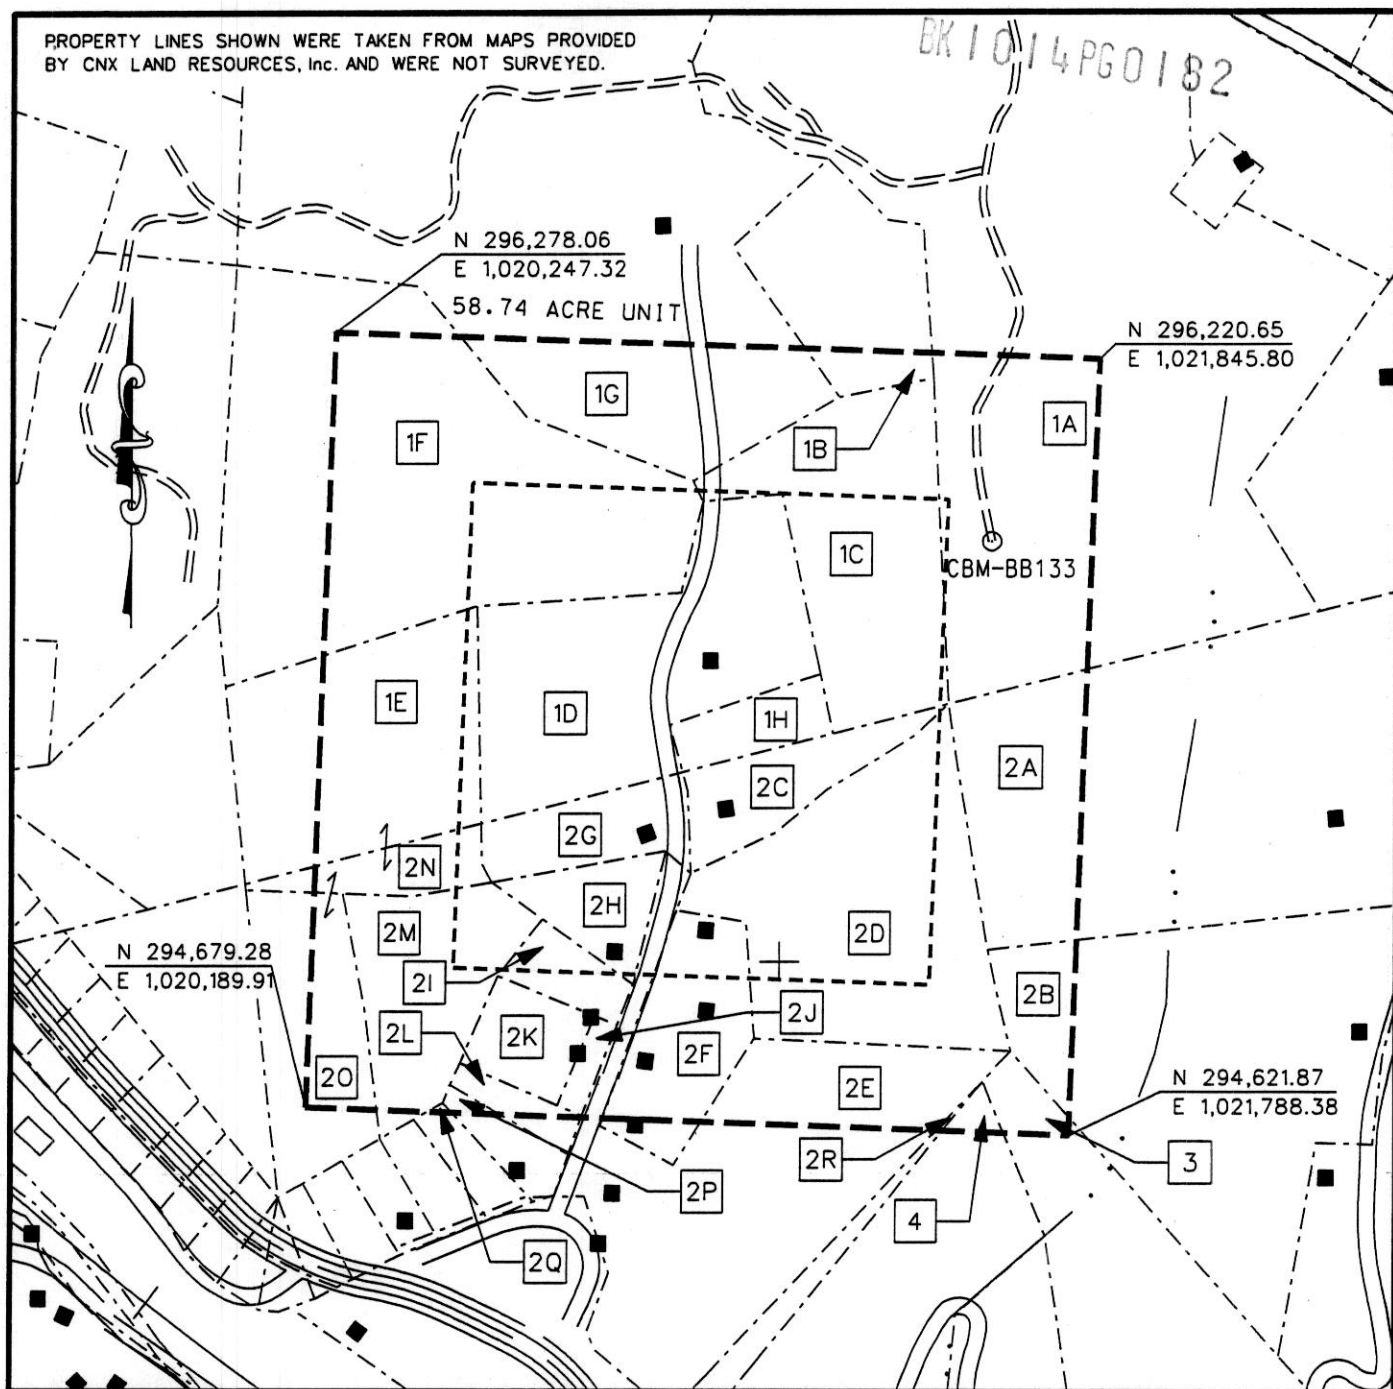 PROPERTY LINES SHOWN WERE TAKEN FROM MAPS PROVIDED
BY CNX LAND RESOURCES, Inc. AND WERE NOT SURVEYED.
BK1014PG0182
N 296,278.06
E 1,020,247.32
58.74 ACRE UNIT
N 296,220.65
E 1,021,845.80
1G
1A
1F
1B
1C
CBM-BB133
1E
1D
1H
2A
2C
2G
2N
2H
2M
2D
N 294,679.28
E 1,020,189.91
2I
2B
2J
2L
2K
2F
2O
2E
N 294,621.87
E 1,021,788.38
2R
3
2P
4
2Q